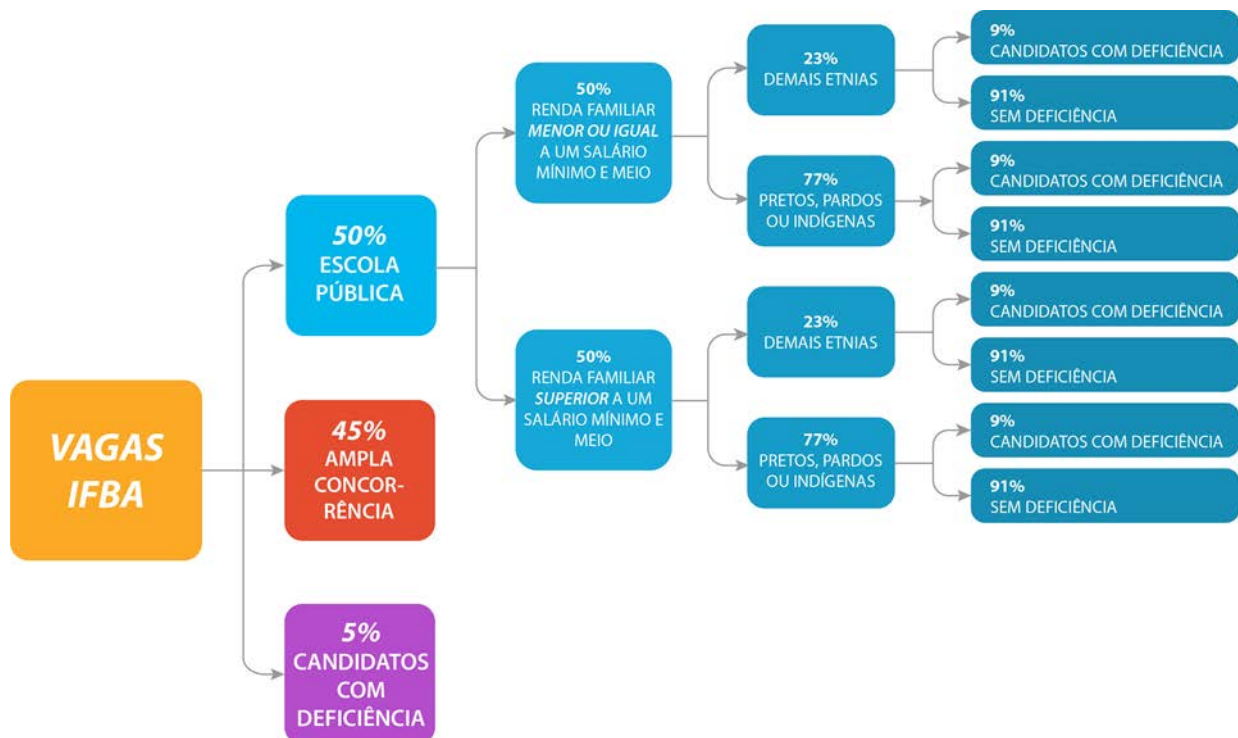 VAGAS
IFBA
50%
ESCOLA
PÚBLICA
45%
AMPLA
CONCOR-
RÊNCIA
5%
CANDIDATOS
COM
DEFICIÊNCIA
50%
RENDA FAMILIAR
MENOR OU IGUAL
A UM SALÁRIO
MÍNIMO E MEIO
50%
RENDA FAMILIAR
SUPERIOR A UM
SALÁRIO MÍNIMO E
MEIO
23%
DEMAIS ETNIAS
77%
PRETOS, PARDOS
OU INDÍGENAS
23%
DEMAIS ETNIAS
77%
PRETOS, PARDOS
OU INDÍGENAS
9%
CANDIDATOS COM DEFICIÊNCIA
91%
SEM DEFICIÊNCIA
9%
CANDIDATOS COM DEFICIÊNCIA
91%
SEM DEFICIÊNCIA
9%
CANDIDATOS COM DEFICIÊNCIA
91%
SEM DEFICIÊNCIA
9%
CANDIDATOS COM DEFICIÊNCIA
91%
SEM DEFICIÊNCIA